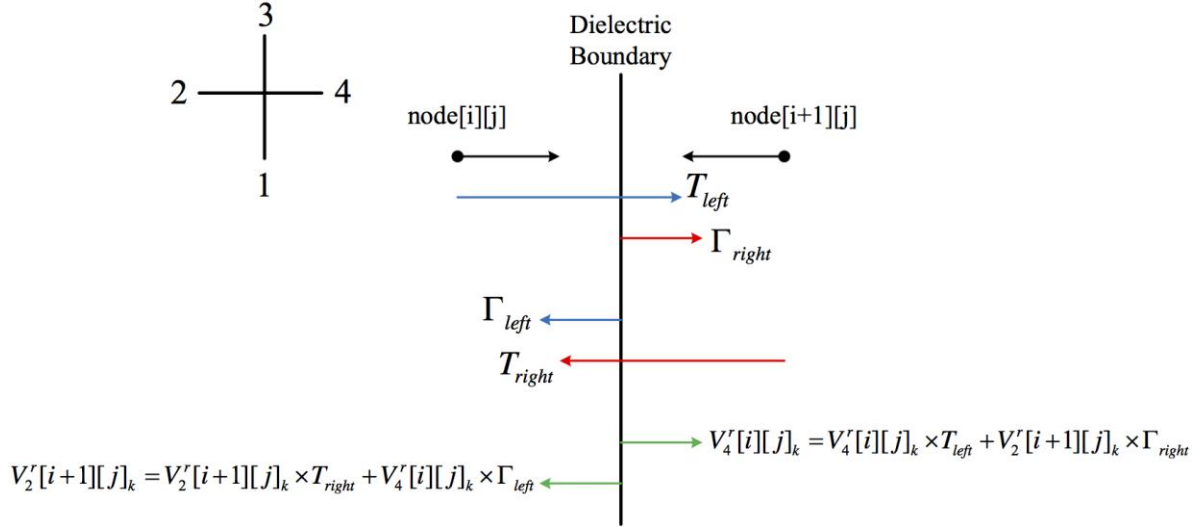 3
2
4
1
Dielectric
Boundary
node[i][j]
node[i+1][j]
T_left
Γ_right
Γ_left
T_right
V_4^r[i][j]_k = V_4^r[i][j]_k × T_left + V_2^r[i+1][j]_k × Γ_right
V_2^r[i+1][j]_k = V_2^r[i+1][j]_k × T_right + V_4^r[i][j]_k × Γ_left